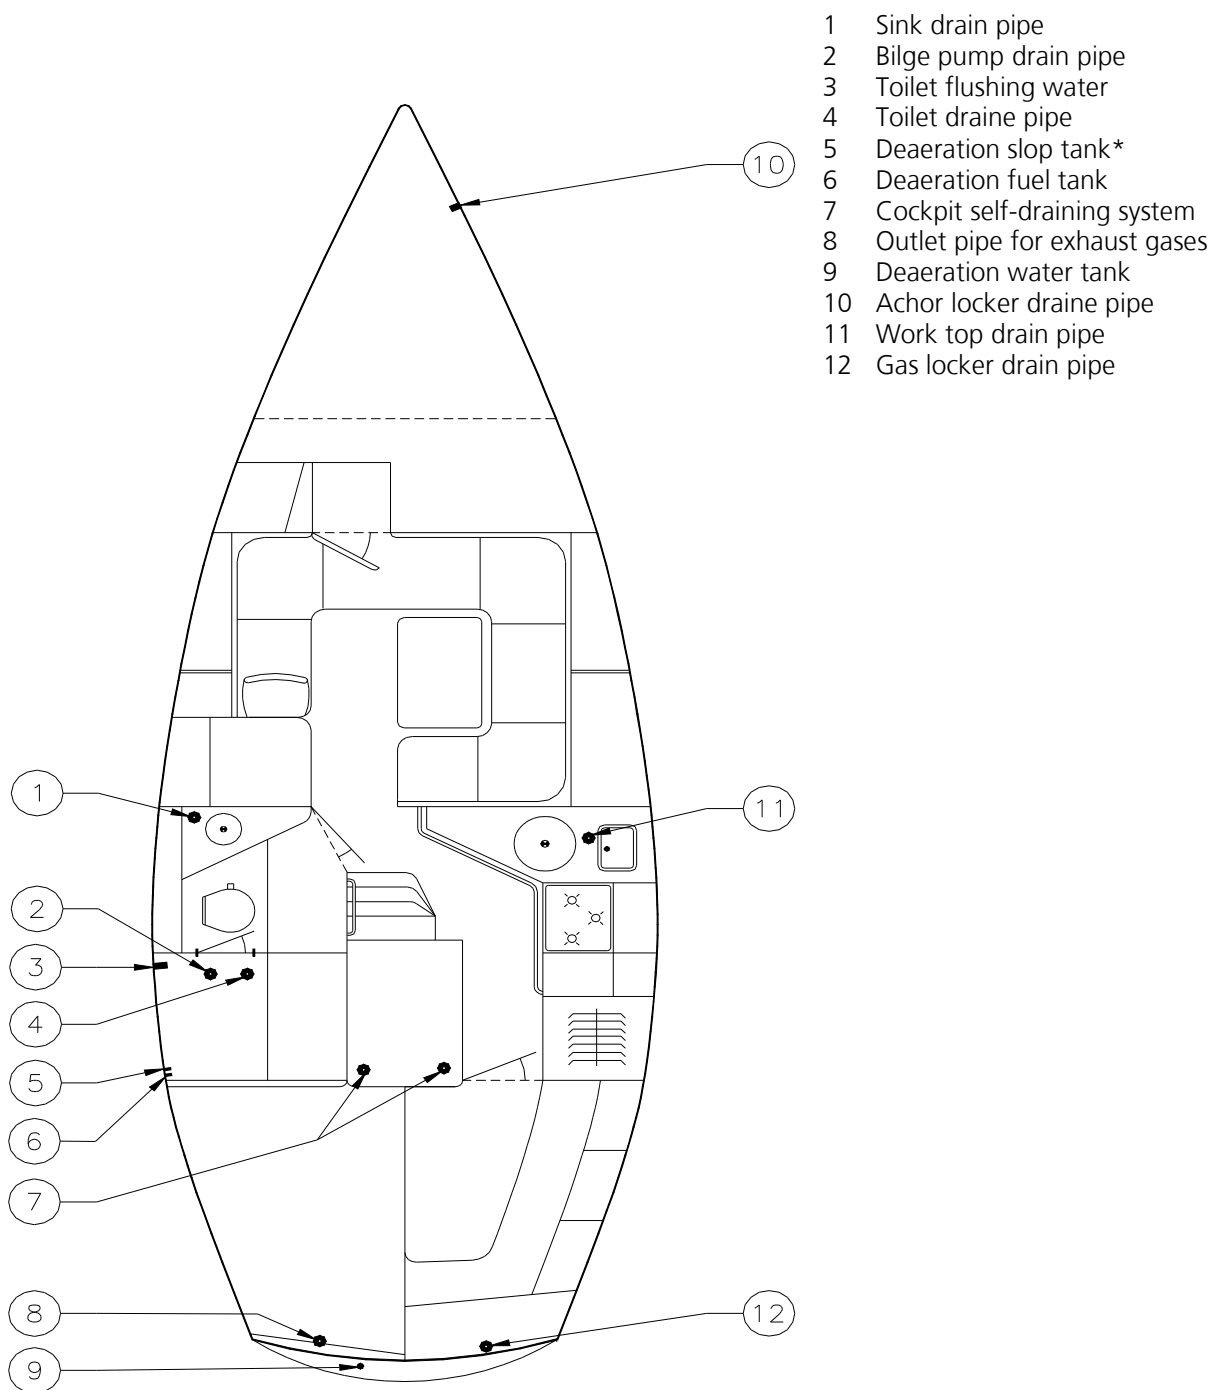 1 Sink drain pipe
2 Bilge pump drain pipe
3 Toilet flushing water
4 Toilet draine pipe
5 Deaeration slop tank*
6 Deaeration fuel tank
7 Cockpit self-draining system
8 Outlet pipe for exhaust gases
9 Deaeration water tank
10 Achor locker draine pipe
11 Work top drain pipe
12 Gas locker drain pipe
10
1
11
2
3
4
5
6
7
8
12
9